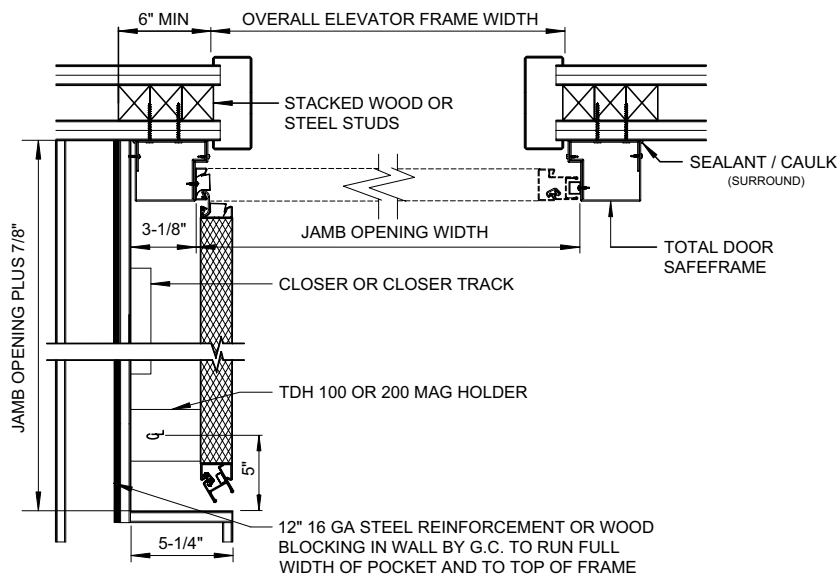 6" MIN
OVERALL ELEVATOR FRAME WIDTH
STACKED WOOD OR
STEEL STUDS
SEALANT / CAULK
(SURROUND)
3-1/8"
JAMB OPENING WIDTH
TOTAL DOOR
SAFEFRAME
JAMB OPENING PLUS 7/8"
CLOSER OR CLOSER TRACK
TDH 100 OR 200 MAG HOLDER
CL
5"
12" 16 GA STEEL REINFORCEMENT OR WOOD
BLOCKING IN WALL BY G.C. TO RUN FULL
WIDTH OF POCKET AND TO TOP OF FRAME
5-1/4"